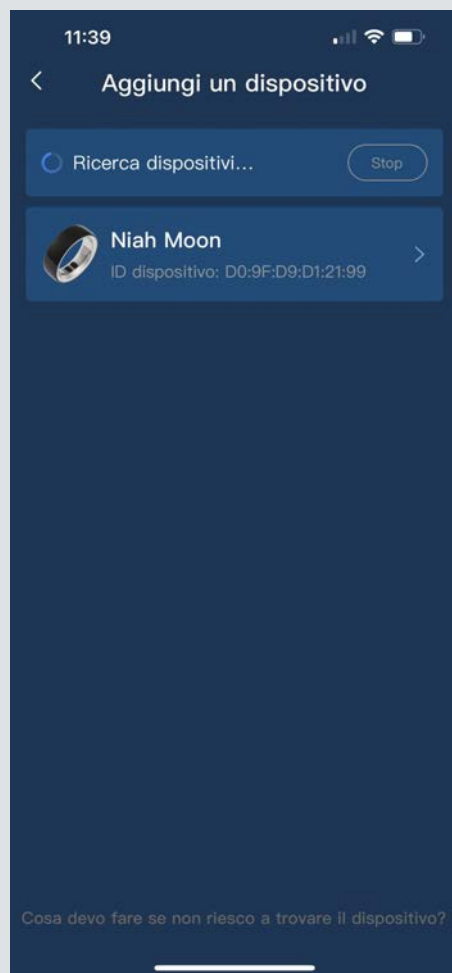 11:39
Aggiungi un dispositivo
Ricerca dispositivi...
Stop
Niah Moon
ID dispositivo: D0:9F:D9:D1:21:99
Cosa devo fare se non riesco a trovare il dispositivo?